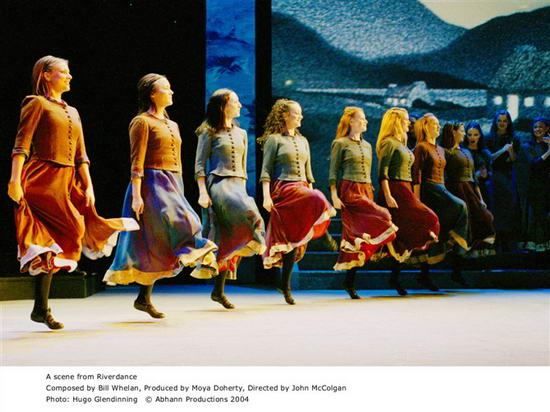 A scene from Riverdance
Composed by Bill Whelan, Produced by Moya Doherty, Directed by John McColgan
Photo: Hugo Glendinning © Abhann Productions 2004